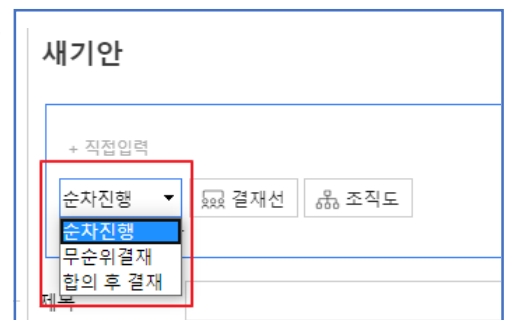 새기안
+ 직접입력
순차진행 결재선 조직도
순차진행
무순위결재
합의 후 결재
제목